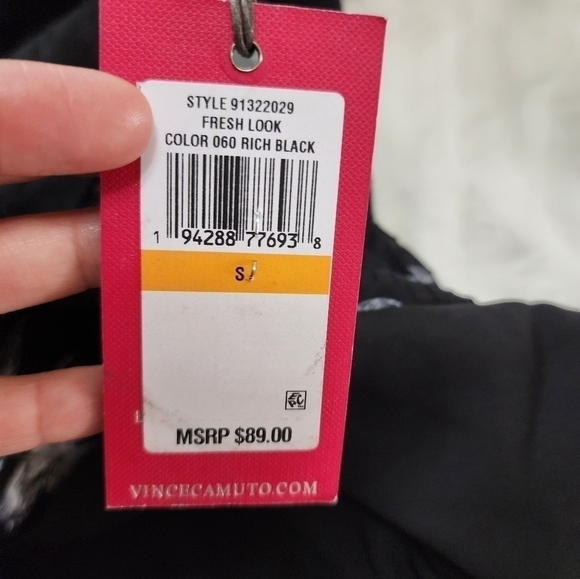 STYLE 91322029
FRESH LOOK
COLOR 060 RICH BLACK
1 94288 77693 8
S
MSRP $89.00
VINCECAMUTO.COM